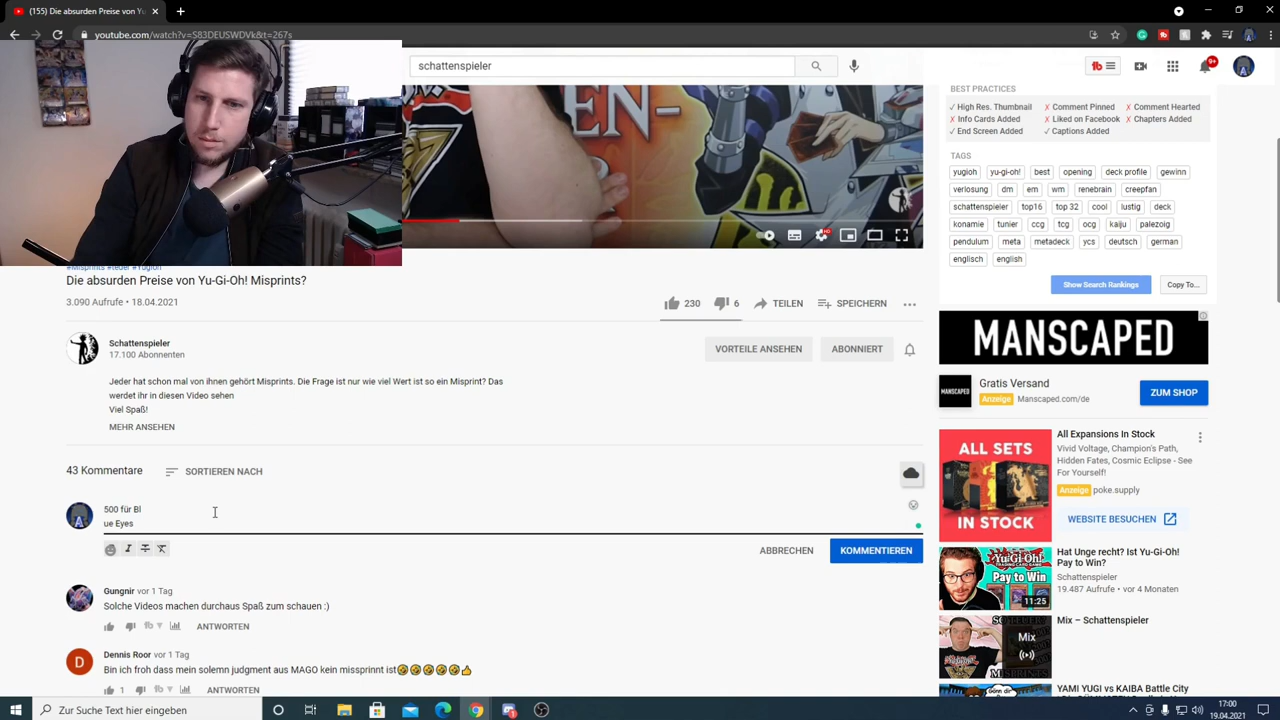 (155) Die absurden Preise von Yu
youtube.com/watch?v=S83DEUSWDVk&t=267s
schattenspieler
9+
BEST PRACTICES
✓ High Res. Thumbnail
✗ Comment Pinned
✗ Comment Hearted
✗ Info Cards Added
✗ Liked on Facebook
✗ Chapters Added
✓ End Screen Added
✓ Captions Added
TAGS
yugioh yu-gi-oh! best opening deck profile gewinn
verlosung dm em wm renebrain creepfan
schattenspieler top16 top 32 cool lustig deck
konamie tunier ccg tcg ocg kaiju palezoig
pendulum meta metadeck ycs deutsch german
englisch english
Show Search Rankings
Copy To...
EN-
HD
#Misprints #teuer #Yugioh
Die absurden Preise von Yu-Gi-Oh! Misprints?
3.090 Aufrufe • 18.04.2021
230
6
TEILEN
SPEICHERN
Schattenspieler
17.100 Abonnenten
VORTEILE ANSEHEN
ABONNIERT
Jeder hat schon mal von ihnen gehört Misprints. Die Frage ist nur wie viel Wert ist so ein Misprint? Das
werdet ihr in diesen Video sehen
Viel Spaß!
MEHR ANSEHEN
43 Kommentare
SORTIEREN NACH
500 für Bl
ue Eyes
ABBRECHEN
KOMMENTIEREN
Gungnir vor 1 Tag
Solche Videos machen durchaus Spaß zum schauen :)
ANTWORTEN
Dennis Roor vor 1 Tag
Bin ich froh dass mein solemn judgment aus MAGO kein missprinnt ist🤣🤣🤣🤣🤣👍
1
ANTWORTEN
MANSCAPED
MANSCAPED
Gratis Versand
Anzeige Manscaped.com/de
ZUM SHOP
ALL SETS
IN STOCK
All Expansions In Stock
Vivid Voltage, Champion's Path,
Hidden Fates, Cosmic Eclipse - See
For Yourself!
Anzeige poke.supply
WEBSITE BESUCHEN
Yu-Gi-Oh!
Pay to Win
11:25
Hat Unge recht? Ist Yu-Gi-Oh!
Pay to Win?
Schattenspieler
19.487 Aufrufe • vor 4 Monaten
Mix
Mix – Schattenspieler
YAMI YUGI vs KAIBA Battle City
Zur Suche Text hier eingeben
17:00
19.04.2021